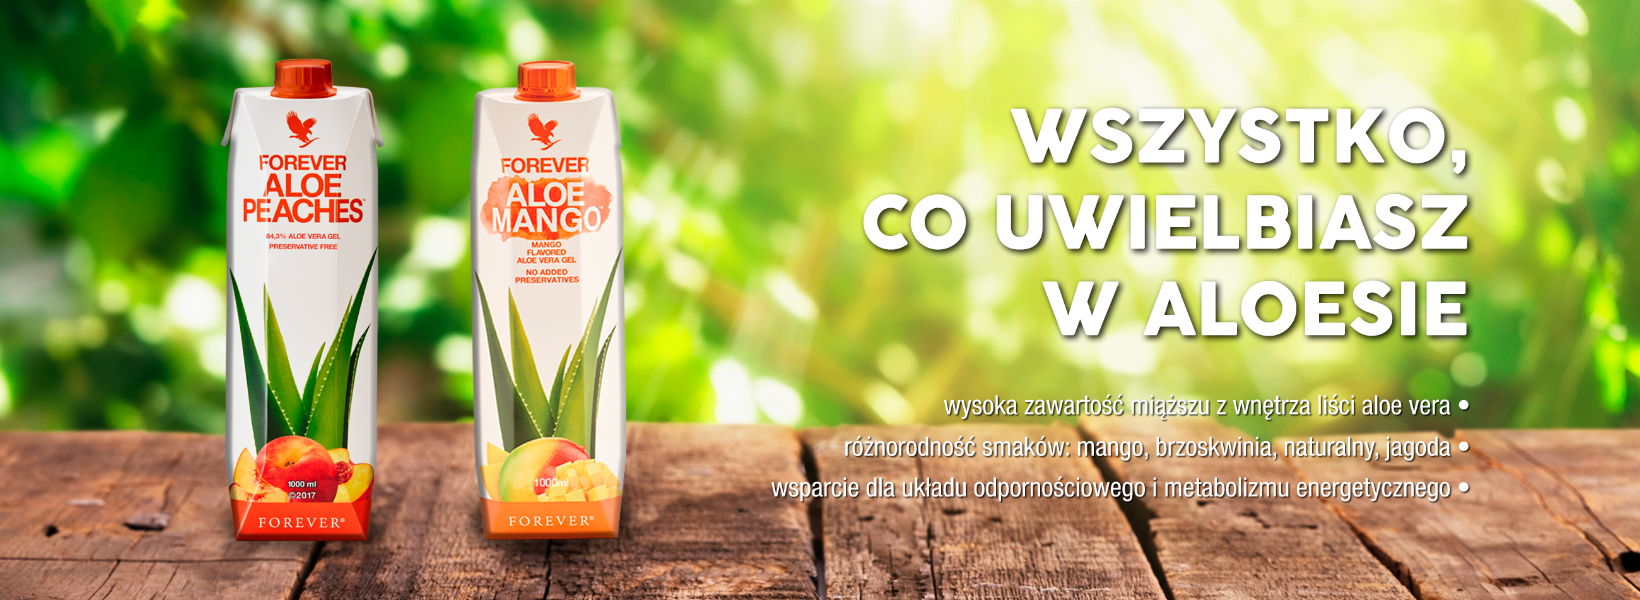 FOREVER
ALOE
PEACHES™
84,3% ALOE VERA GEL
PRESERVATIVE FREE
1000 ml
©2017
FOREVER®
FOREVER
ALOE
MANGO™
MANGO
FLAVORED
ALOE VERA GEL
NO ADDED
PRESERVATIVES
1000ml
FOREVER®
WSZYSTKO,
CO UWIELBIASZ
W ALOESIE
wysoka zawartość miąższu z wnętrza liści aloe vera •
różnorodność smaków: mango, brzoskwinia, naturalny, jagoda •
wsparcie dla układu odpornościowego i metabolizmu energetycznego •